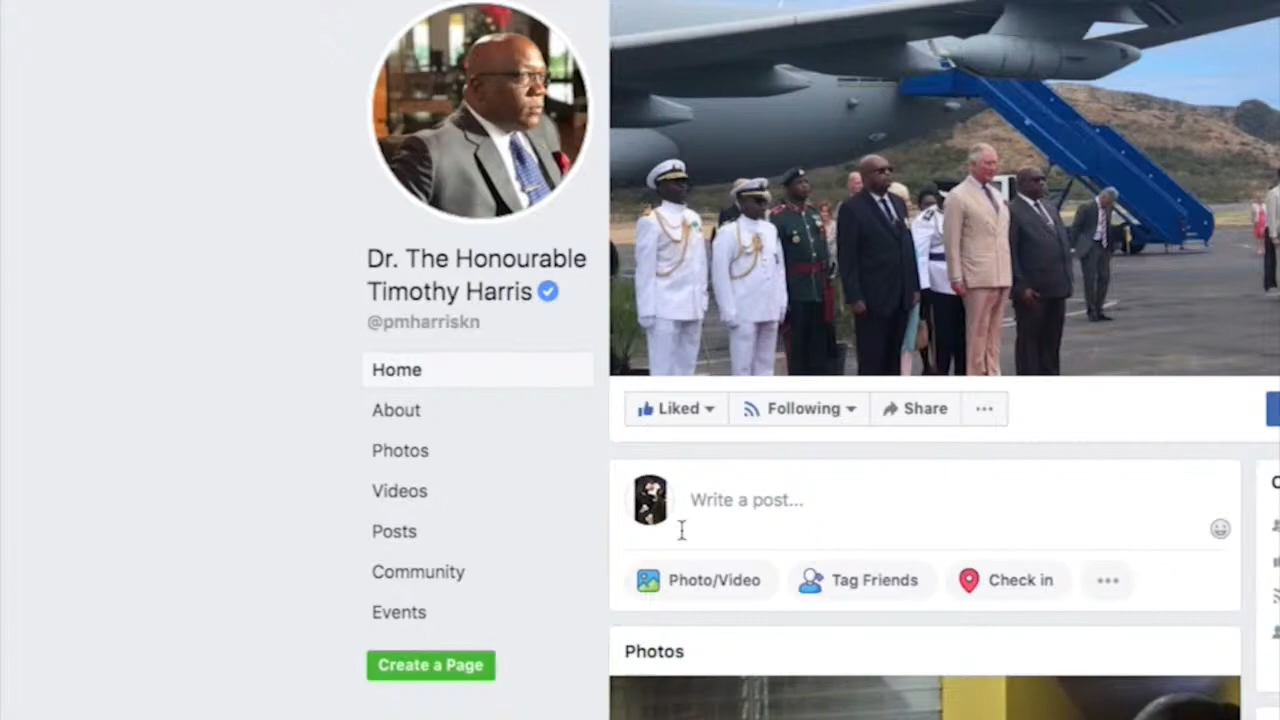 Dr. The Honourable
Timothy Harris
@pmharriskn
Home
About
Photos
Videos
Posts
Community
Events
Create a Page
Liked
Following
Share
Write a post...
Photo/Video
Tag Friends
Check in
Photos